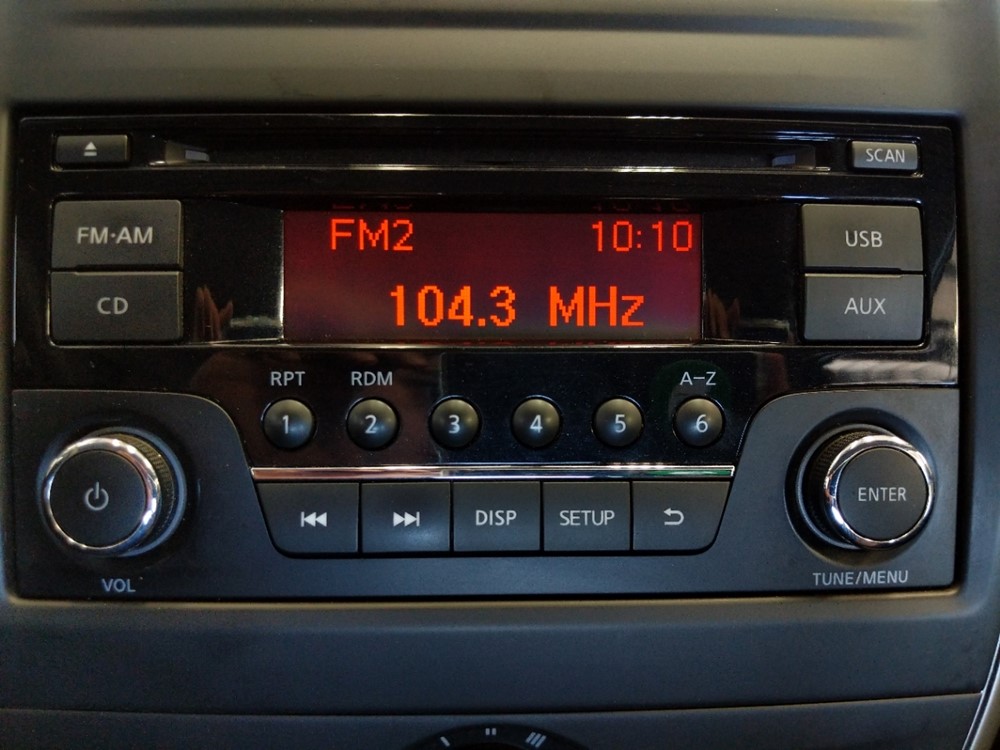 SCAN
FM·AM
FM2 10:10
USB
CD
104.3 MHz
AUX
RPT RDM A-Z
1 2 3 4 5 6
ENTER
DISP SETUP
VOL
TUNE/MENU